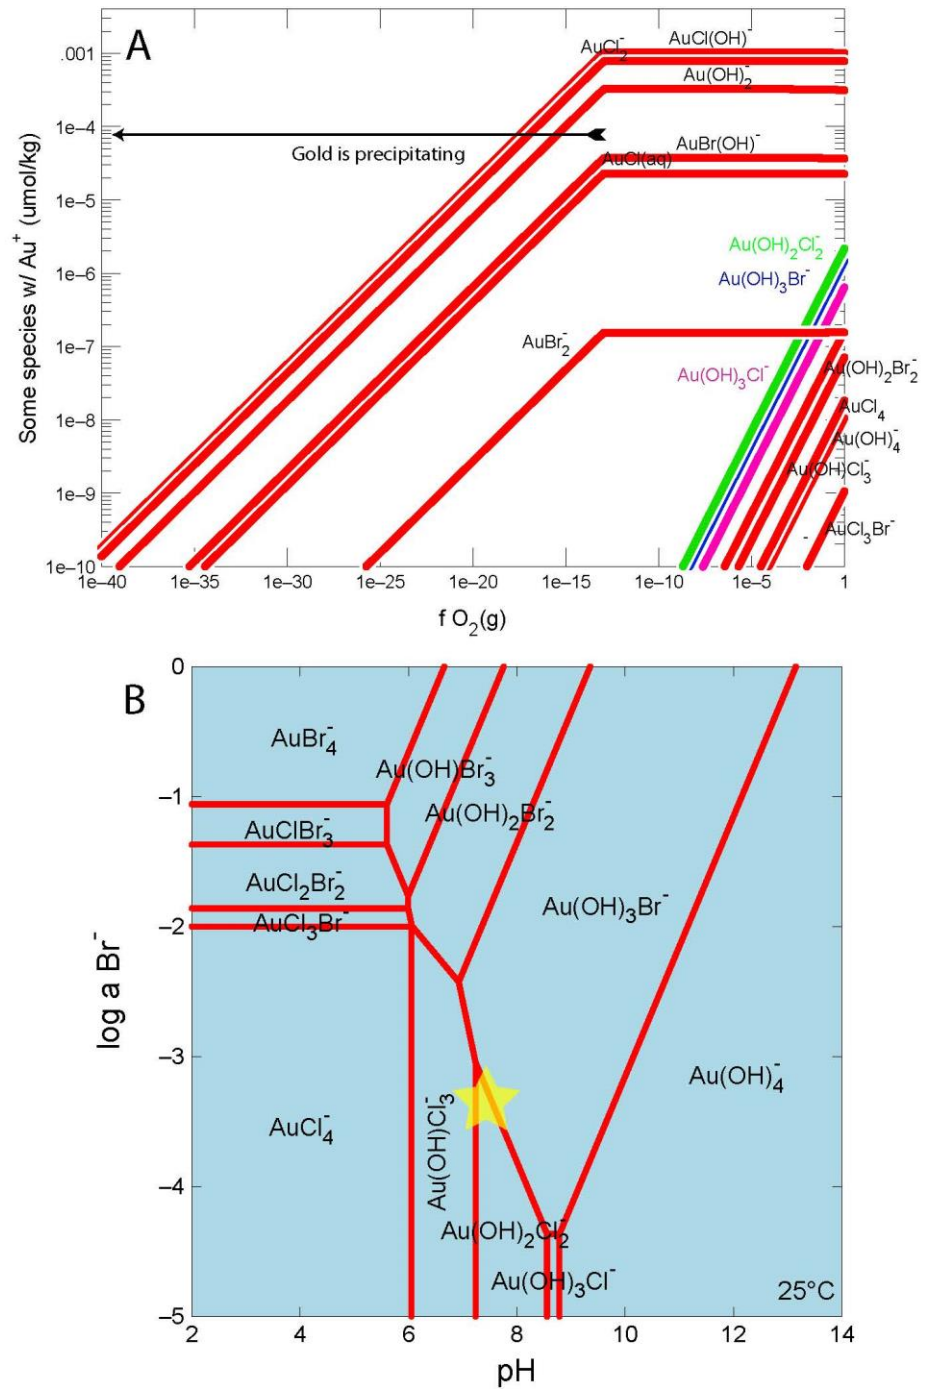 A
.001
1e-4
1e-5
1e-6
1e-7
1e-8
1e-9
1e-10
Some species w/ Au⁺ (umol/kg)
AuCl₂⁻
AuCl(OH)⁻
Au(OH)₂⁻
Gold is precipitating
AuBr(OH)⁻
AuCl(aq)
Au(OH)₂Cl₂⁻
Au(OH)₃Br⁻
AuBr₂⁻
Au(OH)₃Cl⁻
Au(OH)₂Br₂⁻
AuCl₄
Au(OH)₄⁻
Au(OH)Cl₃⁻
-
AuCl₃Br⁻
1e-40 1e-35 1e-30 1e-25 1e-20 1e-15 1e-10 1e-5 1
f O₂(g)
B
0
–1
–2
–3
–4
–5
log a Br⁻
AuBr₄⁻
Au(OH)Br₃⁻
Au(OH)₂Br₂⁻
AuClBr₃⁻
AuCl₂Br₂⁻
AuCl₃Br⁻
Au(OH)₃Br⁻
Au(OH)₄⁻
AuCl₄⁻
Au(OH)Cl₃⁻
Au(OH)₂Cl₂⁻
Au(OH)₃Cl⁻
25°C
2 4 6 8 10 12 14
pH